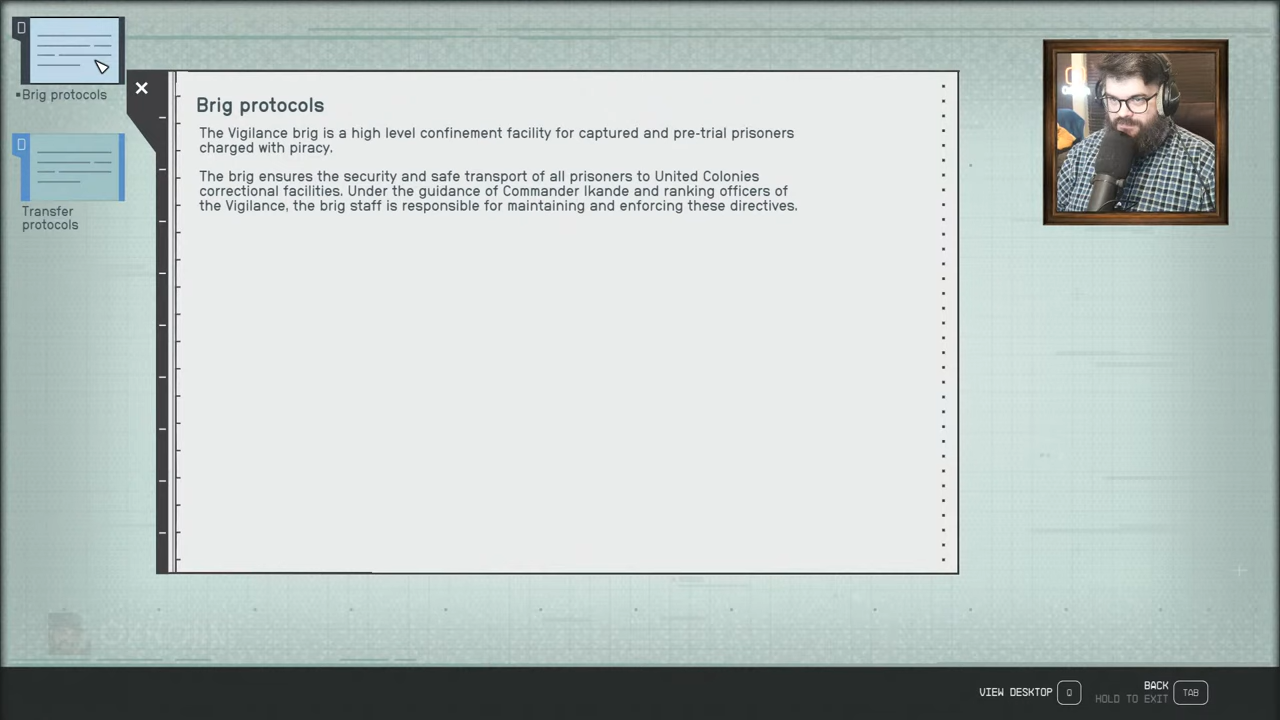 D
Brig protocols
D
Transfer
protocols
Brig protocols
The Vigilance brig is a high level confinement facility for captured and pre-trial prisoners
charged with piracy.
The brig ensures the security and safe transport of all prisoners to United Colonies
correctional facilities. Under the guidance of Commander Ikande and ranking officers of
the Vigilance, the brig staff is responsible for maintaining and enforcing these directives.
VIEW DESKTOP Q
BACK
HOLD TO EXIT TAB